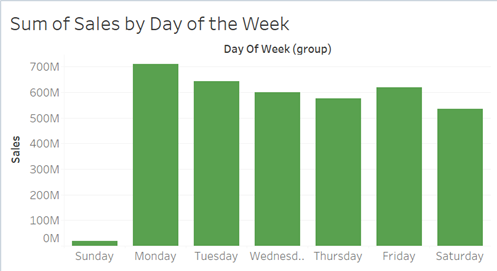 Sum of Sales by Day of the Week
Day Of Week (group)
700M
600M
500M
400M
300M
200M
100M
0M
Sales
Sunday Monday Tuesday Wednesd.. Thursday Friday Saturday